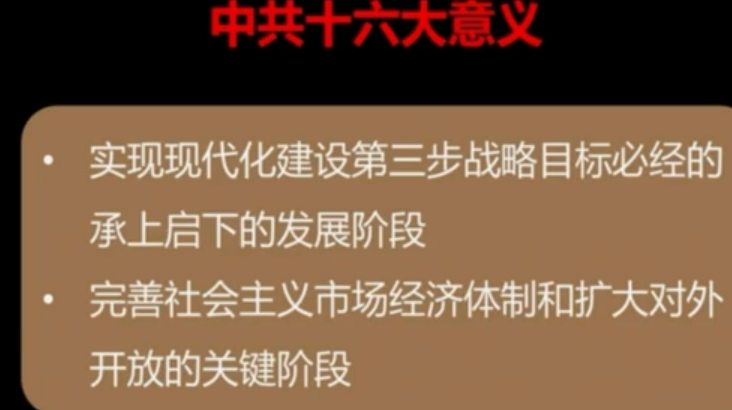 中共十六大意义
• 实现现代化建设第三步战略目标必经的
承上启下的发展阶段
• 完善社会主义市场经济体制和扩大对外
开放的关键阶段